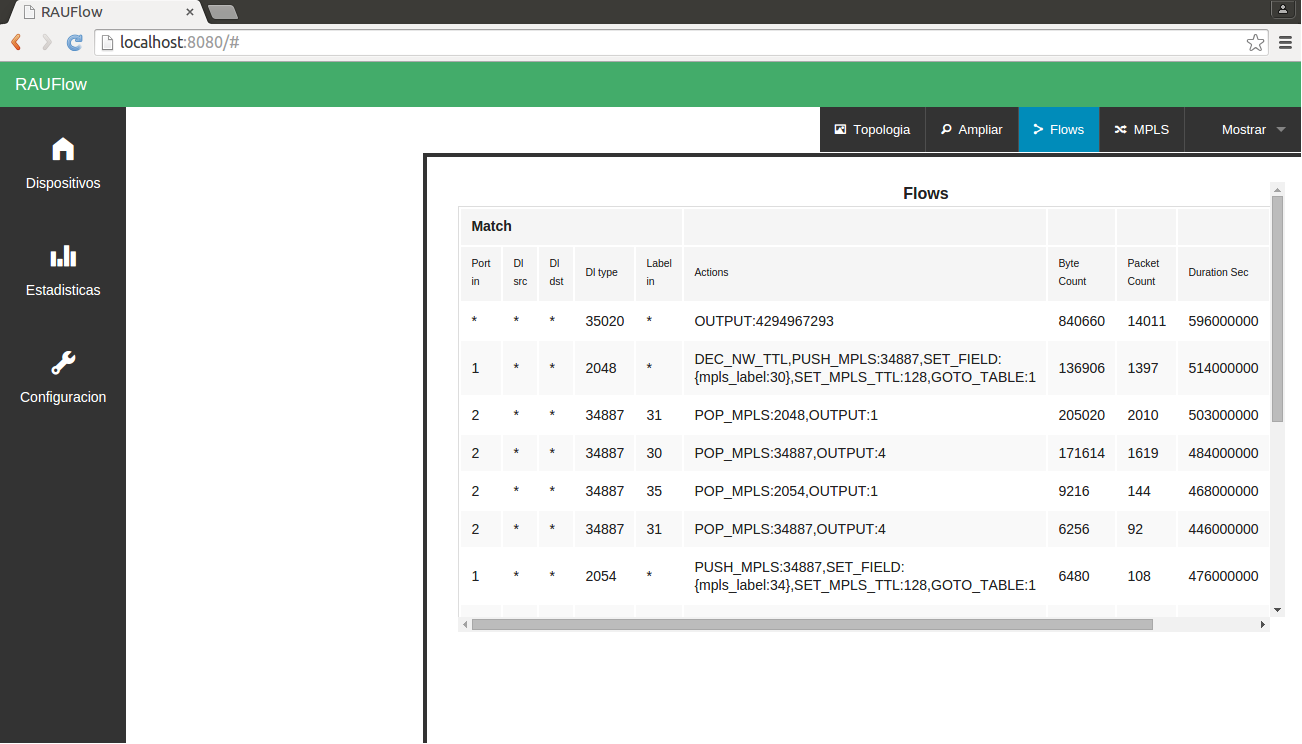 RAUFlow
localhost:8080/#
RAUFlow
Topologia Ampliar Flows MPLS Mostrar
Dispositivos
Estadisticas
Configuracion
Flows
Match
Port in Dl src Dl dst Dl type Label in Actions Byte Count Packet Count Duration Sec
* * * 35020 * OUTPUT:4294967293 840660 14011 596000000
1 * * 2048 * DEC_NW_TTL,PUSH_MPLS:34887,SET_FIELD:
{mpls_label:30},SET_MPLS_TTL:128,GOTO_TABLE:1 136906 1397 514000000
2 * * 34887 31 POP_MPLS:2048,OUTPUT:1 205020 2010 503000000
2 * * 34887 30 POP_MPLS:34887,OUTPUT:4 171614 1619 484000000
2 * * 34887 35 POP_MPLS:2054,OUTPUT:1 9216 144 468000000
2 * * 34887 31 POP_MPLS:34887,OUTPUT:4 6256 92 446000000
1 * * 2054 * PUSH_MPLS:34887,SET_FIELD:
{mpls_label:34},SET_MPLS_TTL:128,GOTO_TABLE:1 6480 108 476000000